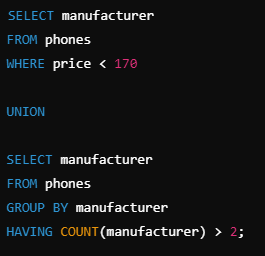 SELECT manufacturer
FROM phones
WHERE price < 170
UNION
SELECT manufacturer
FROM phones
GROUP BY manufacturer
HAVING COUNT(manufacturer) > 2;